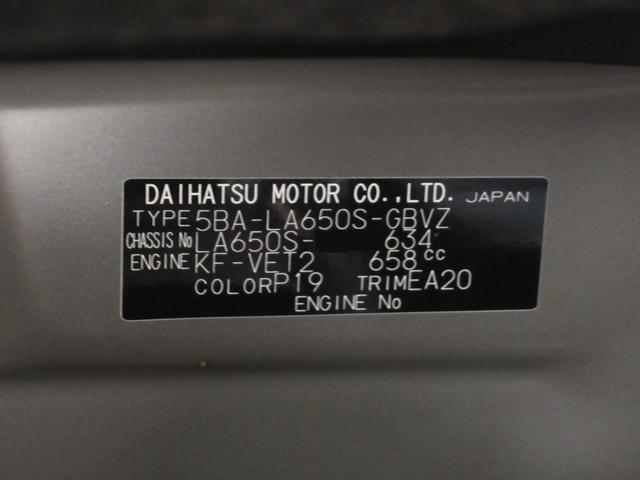 DAIHATSU MOTOR CO.,LTD. JAPAN
TYPE 5BA-LA650S-GBVZ
CHASSIS No LA650S- 634
ENGINE KF-VET2 658cc
COLOR P19 TRIM EA20
ENGINE No